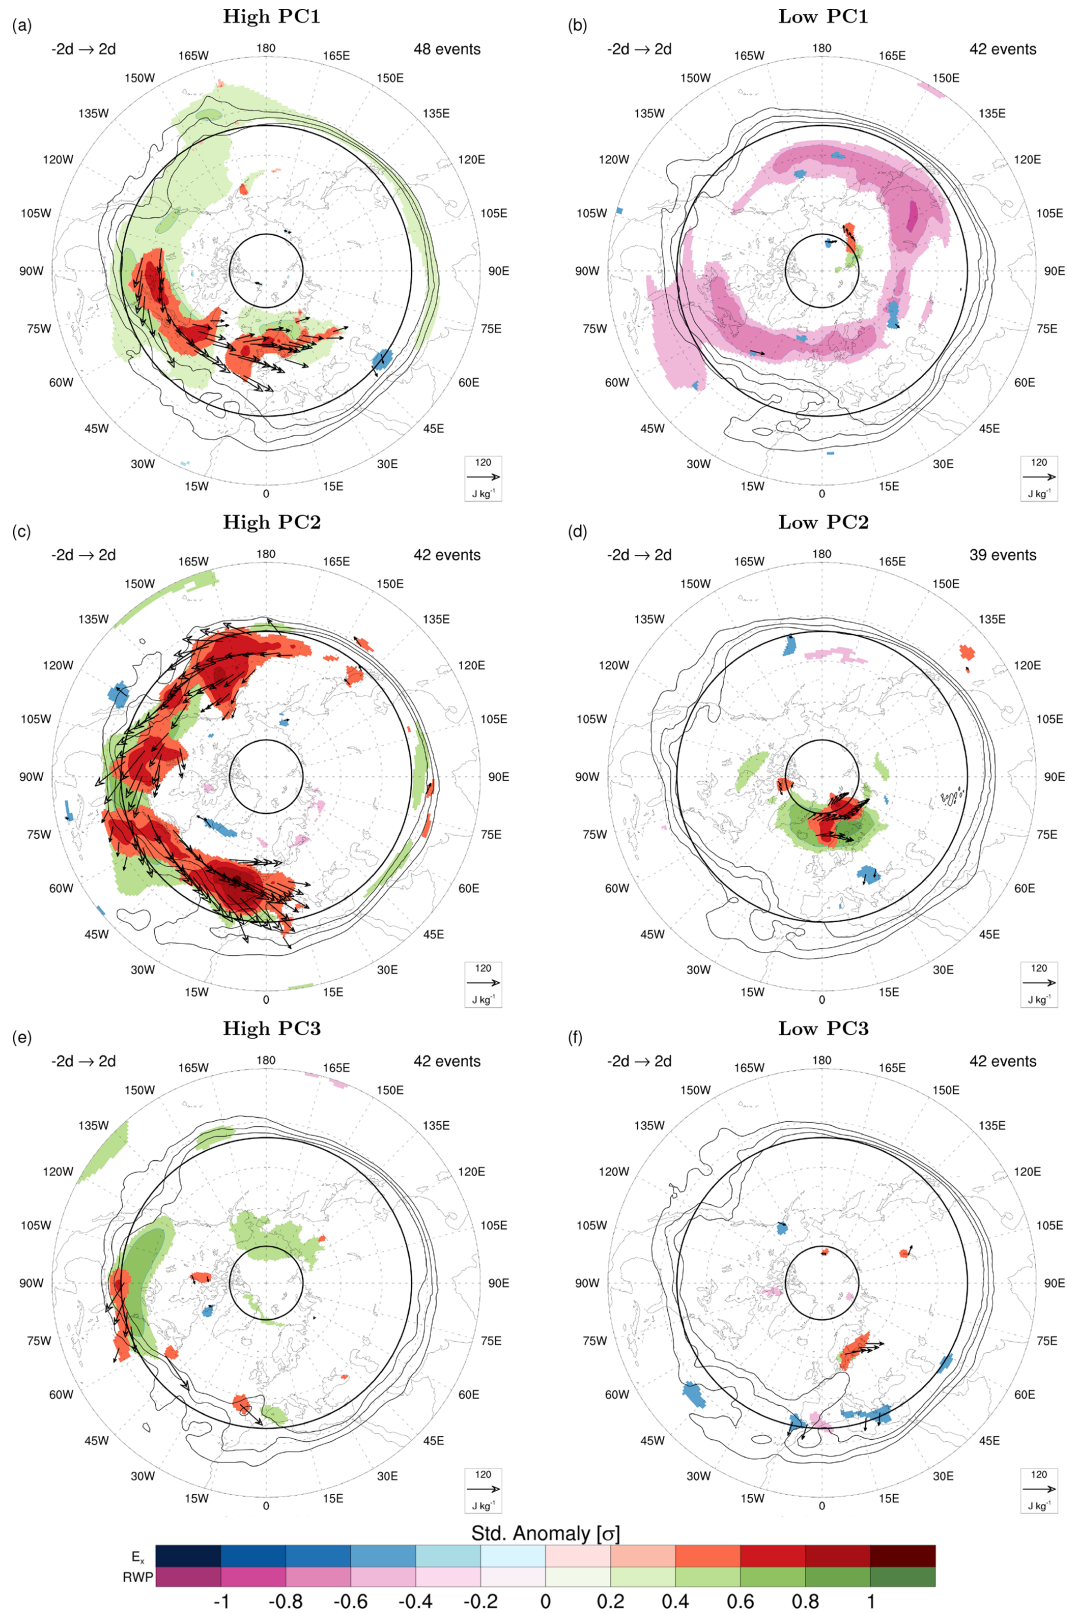 (a)
High PC1
-2d → 2d
48 events
180
165W
165E
150W
150E
135W
135E
120W
120E
105W
105E
90W
90E
75W
75E
60W
60E
45W
45E
30W
30E
15W
15E
0
120
J kg⁻¹
(b)
Low PC1
-2d → 2d
42 events
180
165W
165E
150W
150E
135W
135E
120W
120E
105W
105E
90W
90E
75W
75E
60W
60E
45W
45E
30W
30E
15W
15E
0
120
J kg⁻¹
(c)
High PC2
-2d → 2d
42 events
180
165W
165E
150W
150E
135W
135E
120W
120E
105W
105E
90W
90E
75W
75E
60W
60E
45W
45E
30W
30E
15W
15E
0
120
J kg⁻¹
(d)
Low PC2
-2d → 2d
39 events
180
165W
165E
150W
150E
135W
135E
120W
120E
105W
105E
90W
90E
75W
75E
60W
60E
45W
45E
30W
30E
15W
15E
0
120
J kg⁻¹
(e)
High PC3
-2d → 2d
42 events
180
165W
165E
150W
150E
135W
135E
120W
120E
105W
105E
90W
90E
75W
75E
60W
60E
45W
45E
30W
30E
15W
15E
0
120
J kg⁻¹
(f)
Low PC3
-2d → 2d
42 events
180
165W
165E
150W
150E
135W
135E
120W
120E
105W
105E
90W
90E
75W
75E
60W
60E
45W
45E
30W
30E
15W
15E
0
120
J kg⁻¹
Std. Anomaly [σ]
Eₓ
RWP
-1 -0.8 -0.6 -0.4 -0.2 0 0.2 0.4 0.6 0.8 1